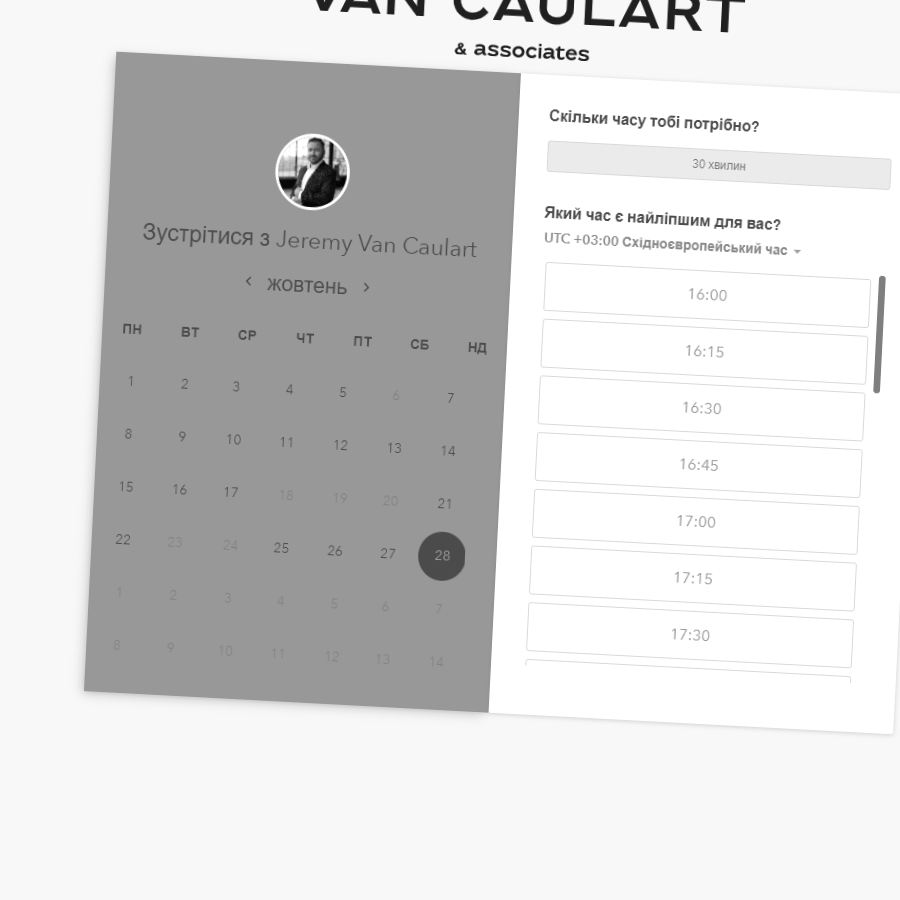 VAN CAULART
& associates
Зустрітися з Jeremy Van Caulart
жовтень
ПН ВТ СР ЧТ ПТ СБ НД
1 2 3 4 5 6 7
8 9 10 11 12 13 14
15 16 17 18 19 20 21
22 23 24 25 26 27 28
1 2 3 4 5 6 7
8 9 10 11 12 13 14
Скільки часу тобі потрібно?
30 хвилин
Який час є найліпшим для вас?
UTC +03:00 Східноєвропейський час
16:00
16:15
16:30
16:45
17:00
17:15
17:30